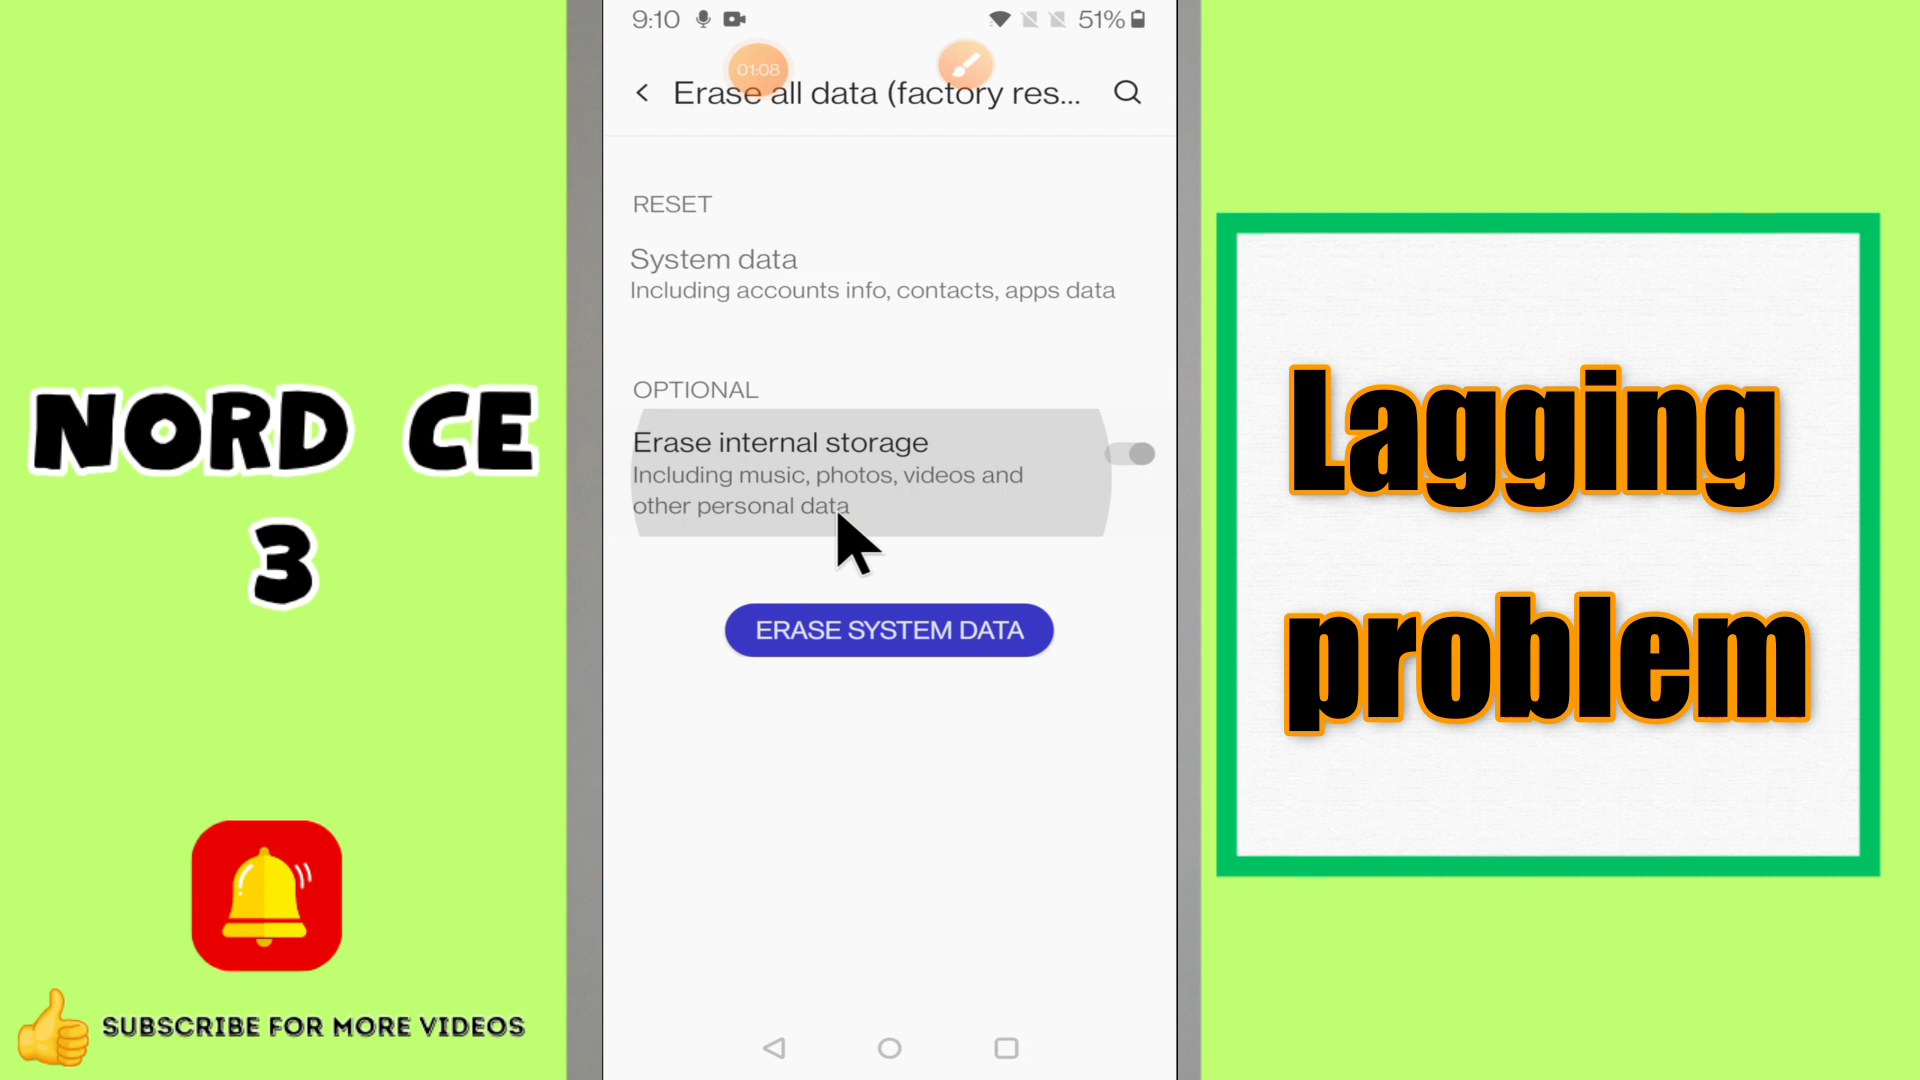 9:10
51%
01:08
Erase all data (factory res...
RESET
System data
Including accounts info, contacts, apps data
OPTIONAL
Erase internal storage
Including music, photos, videos and
other personal data
ERASE SYSTEM DATA
NORD CE
3
SUBSCRIBE FOR MORE VIDEOS
Lagging
problem